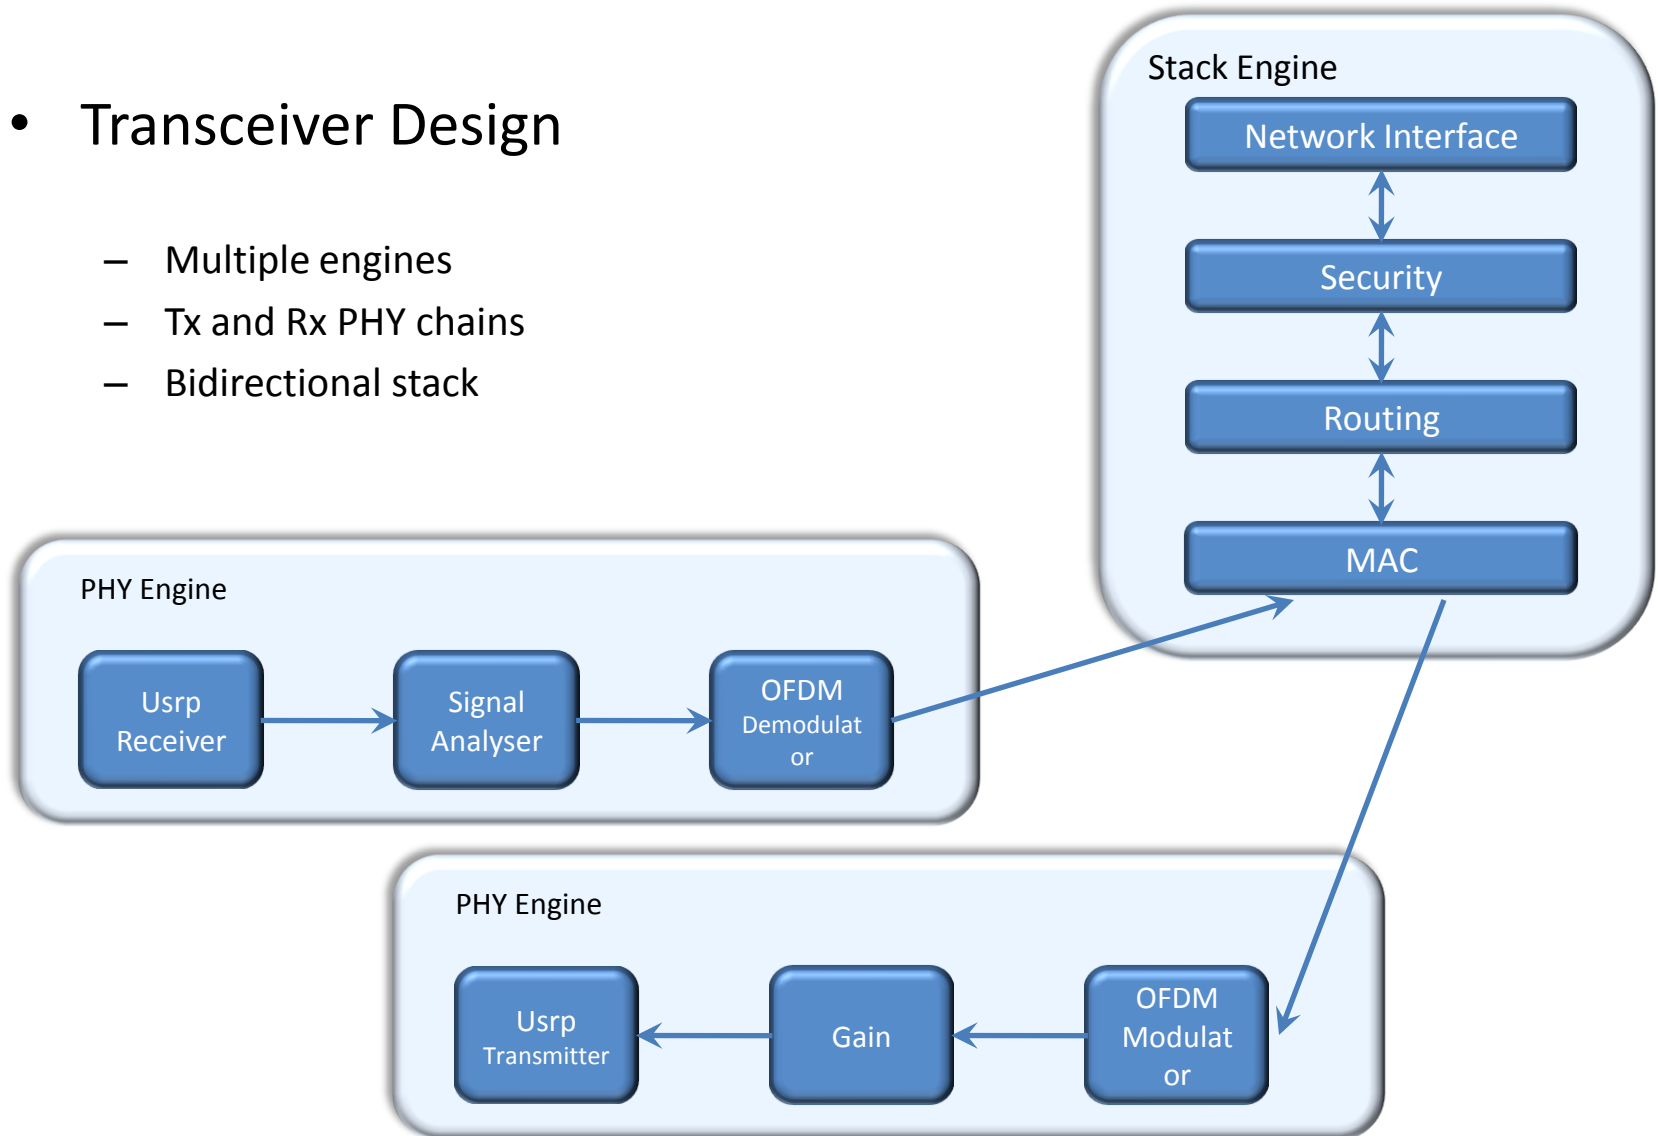 • Transceiver Design
– Multiple engines
– Tx and Rx PHY chains
– Bidirectional stack
Stack Engine
Network Interface
Security
Routing
MAC
PHY Engine
Usrp
Receiver
Signal
Analyser
OFDM
Demodulat
or
PHY Engine
Usrp
Transmitter
Gain
OFDM
Modulat
or